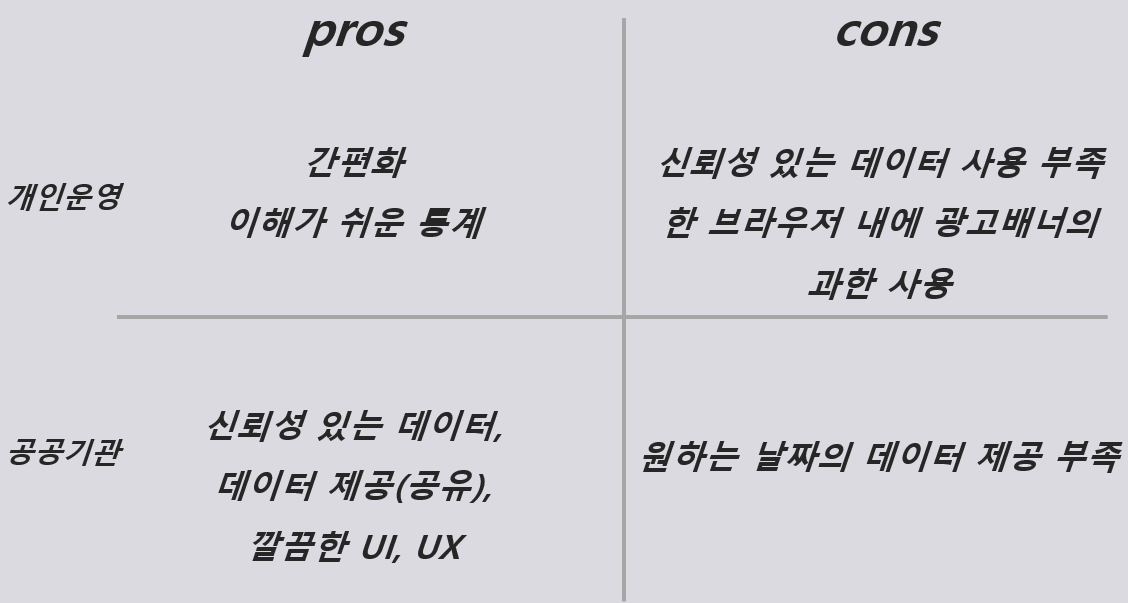 pros
cons
개인운영
간편화
이해가 쉬운 통계
신뢰성 있는 데이터 사용 부족
한 브라우저 내에 광고배너의
과한 사용
공공기관
신뢰성 있는 데이터,
데이터 제공(공유),
깔끔한 UI, UX
원하는 날짜의 데이터 제공 부족